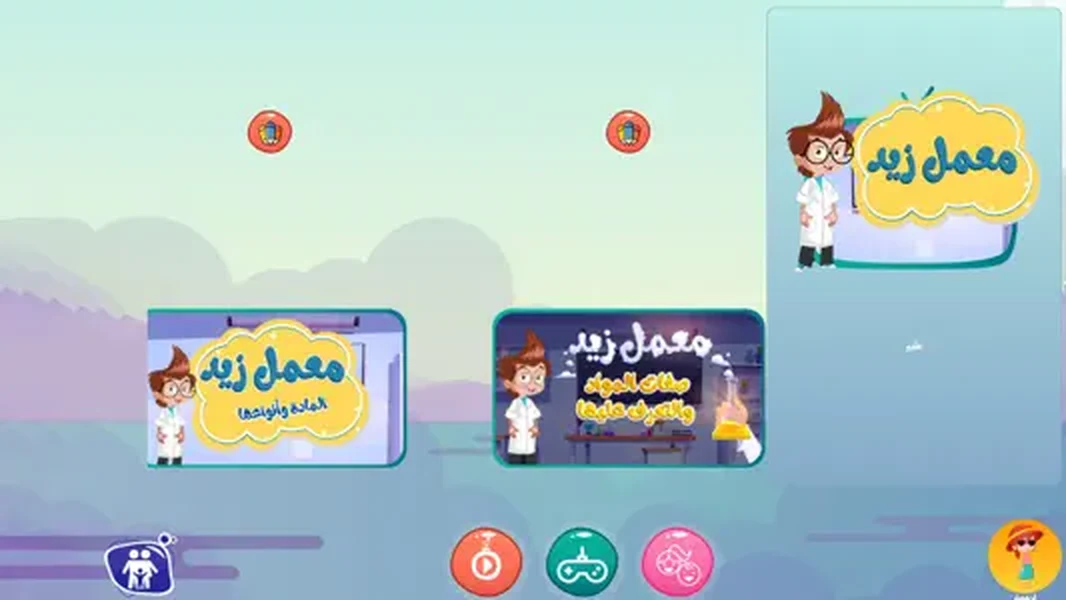 معمل زيد
معمل زيد
صفات المواد
والتعرف عليها
معمل زيد
المادة وأنواعها